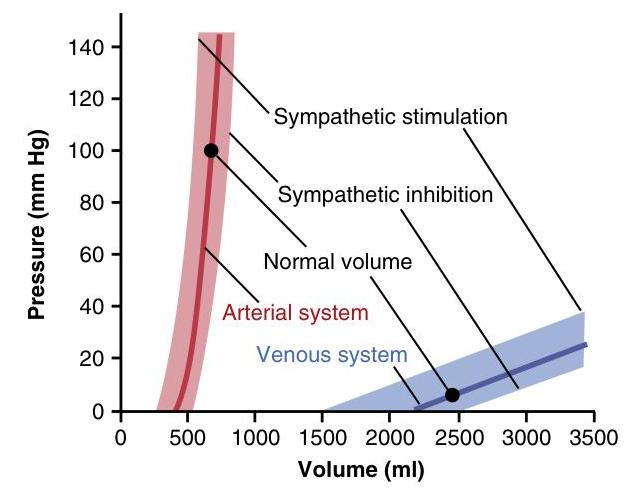 140
120
100
80
60
40
20
0
Pressure (mm Hg)
Sympathetic stimulation
Sympathetic inhibition
Normal volume
Arterial system
Venous system
0 500 1000 1500 2000 2500 3000 3500
Volume (ml)